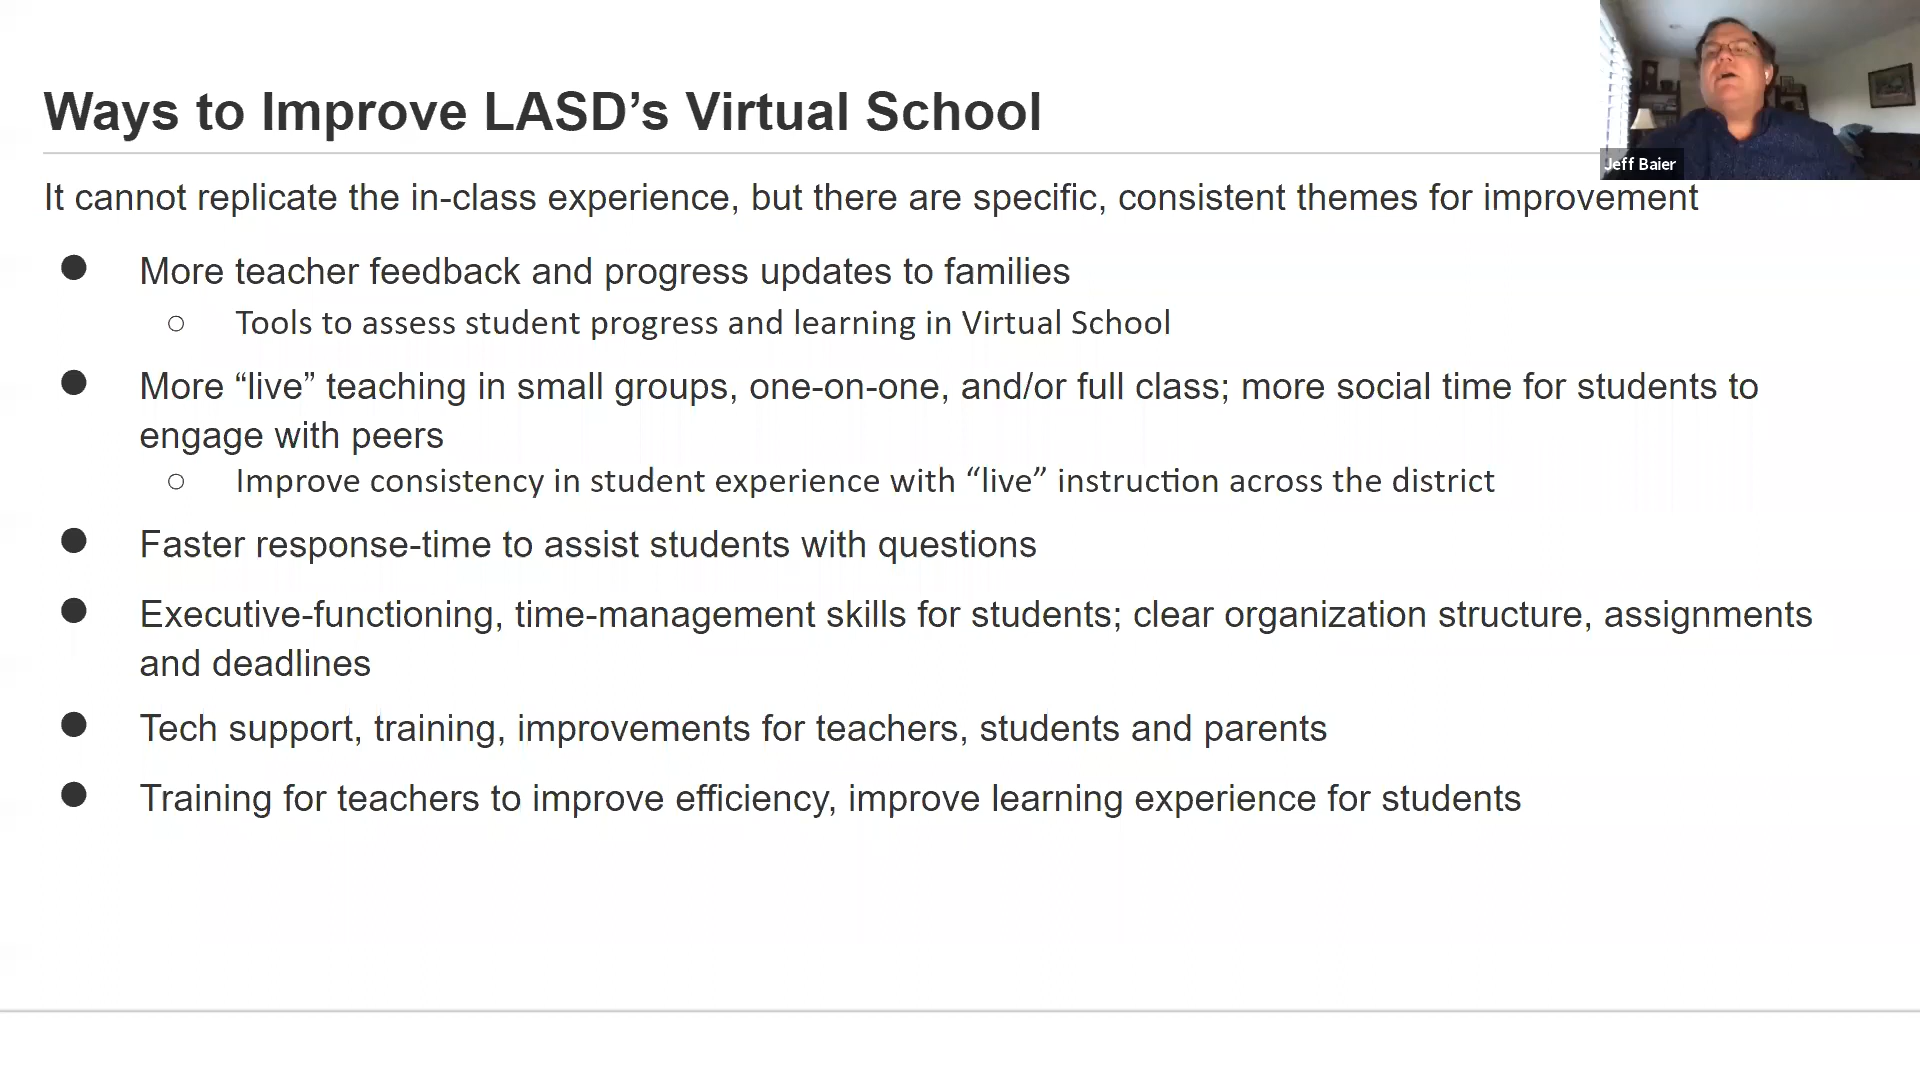 Ways to Improve LASD’s Virtual School
Jeff Baier
It cannot replicate the in-class experience, but there are specific, consistent themes for improvement
● More teacher feedback and progress updates to families
○ Tools to assess student progress and learning in Virtual School
● More “live” teaching in small groups, one-on-one, and/or full class; more social time for students to
engage with peers
○ Improve consistency in student experience with “live” instruction across the district
● Faster response-time to assist students with questions
● Executive-functioning, time-management skills for students; clear organization structure, assignments
and deadlines
● Tech support, training, improvements for teachers, students and parents
● Training for teachers to improve efficiency, improve learning experience for students